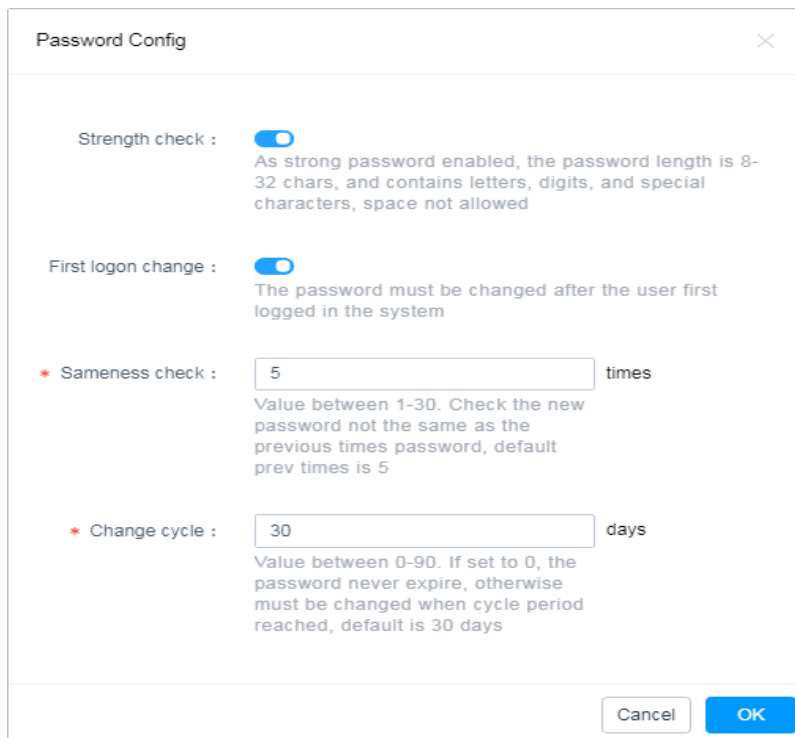 Password Config
Strength check :
As strong password enabled, the password length is 8-
32 chars, and contains letters, digits, and special
characters, space not allowed
First logon change :
The password must be changed after the user first
logged in the system
* Sameness check : 5 times
Value between 1-30. Check the new
password not the same as the
previous times password, default
prev times is 5
* Change cycle : 30 days
Value between 0-90. If set to 0, the
password never expire, otherwise
must be changed when cycle period
reached, default is 30 days
Cancel OK